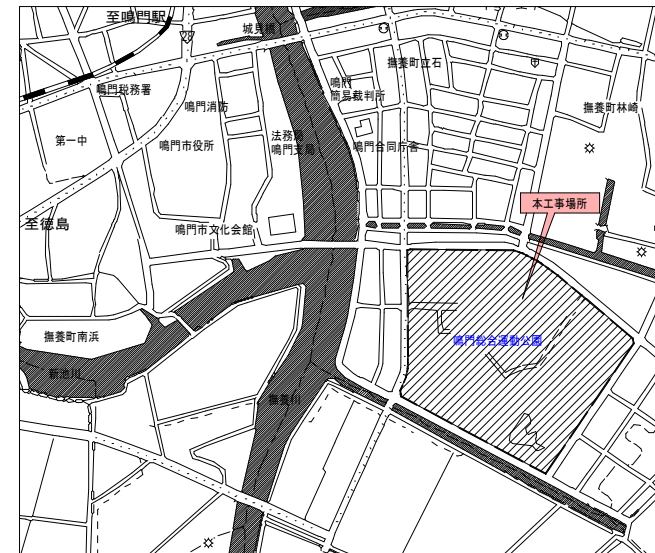 至鳴門駅
城見橋
鳴門税務署
鳴門消防
鳴門
簡易裁判所
撫養町立石
撫養町林崎
第一中
鳴門市役所
法務局
鳴門支局
鳴門合同庁舎
本工事場所
至徳島
鳴門市文化会館
撫養町南浜
鳴門総合運動公園
新池川
撫養川